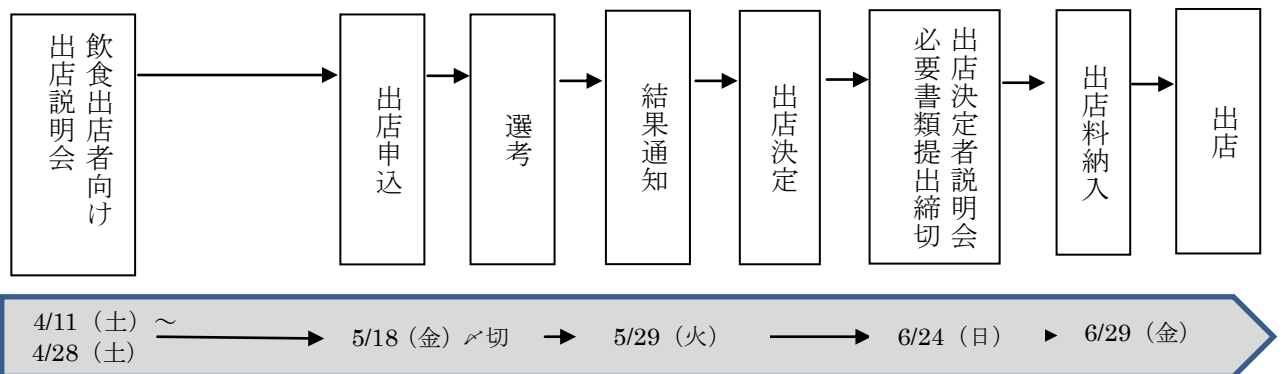 飲食出店者向け
出店説明会
出店申込
選考
結果通知
出店決定
出店決定者説明会
必要書類提出締切
出店料納入
出店
4/11（土）～
4/28（土）
5/18（金）〆切
5/29（火）
6/24（日）
6/29（金）